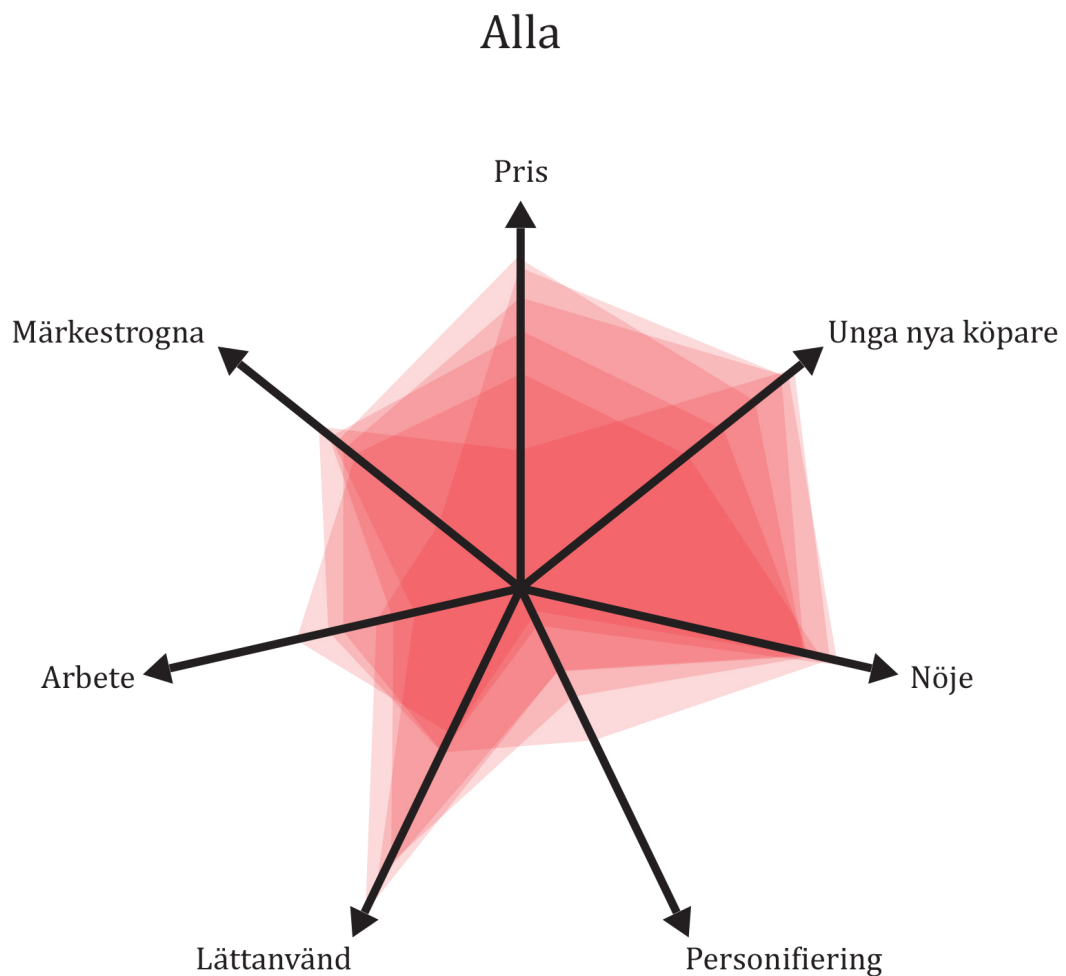 Alla
Pris
Märkestrogna
Unga nya köpare
Arbete
Nöje
Lättanvänd
Personifiering